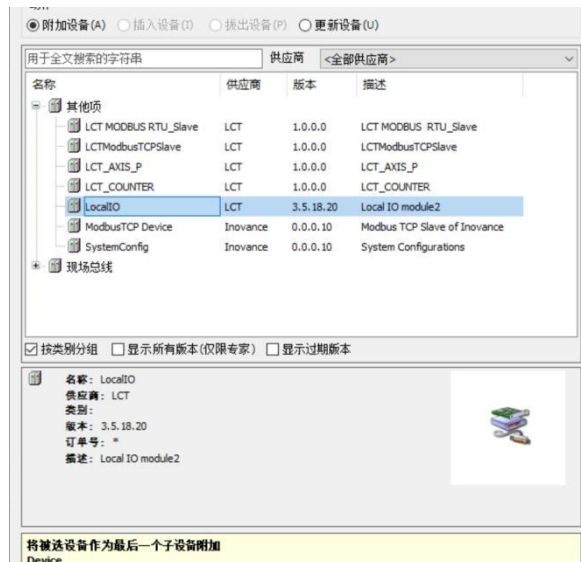 附加设备(A) 插入设备(I) 拔出设备(P) 更新设备(U)
用于全文搜索的字符串 供应商 <全部供应商>
名称 供应商 版本 描述
其他项
LCT MODBUS RTU_Slave LCT 1.0.0.0 LCT MODBUS RTU_Slave
LCTModbusTCPSlave LCT 1.0.0.0 LCTModbusTCPSlave
LCT_AXIS_P LCT 1.0.0.0 LCT_AXIS_P
LCT_COUNTER LCT 1.0.0.0 LCT_COUNTER
LocalIO LCT 3.5.18.20 Local IO module2
ModbusTCP Device Inovance 0.0.0.10 Modbus TCP Slave of Inovance
SystemConfig Inovance 0.0.0.10 System Configurations
现场总线
按类别分组 显示所有版本(仅限专家) 显示过期版本
名称: LocalIO
供应商: LCT
类别:
版本: 3.5.18.20
订单号: *
描述: Local IO module2
将被选设备作为最后一个子设备附加
Device